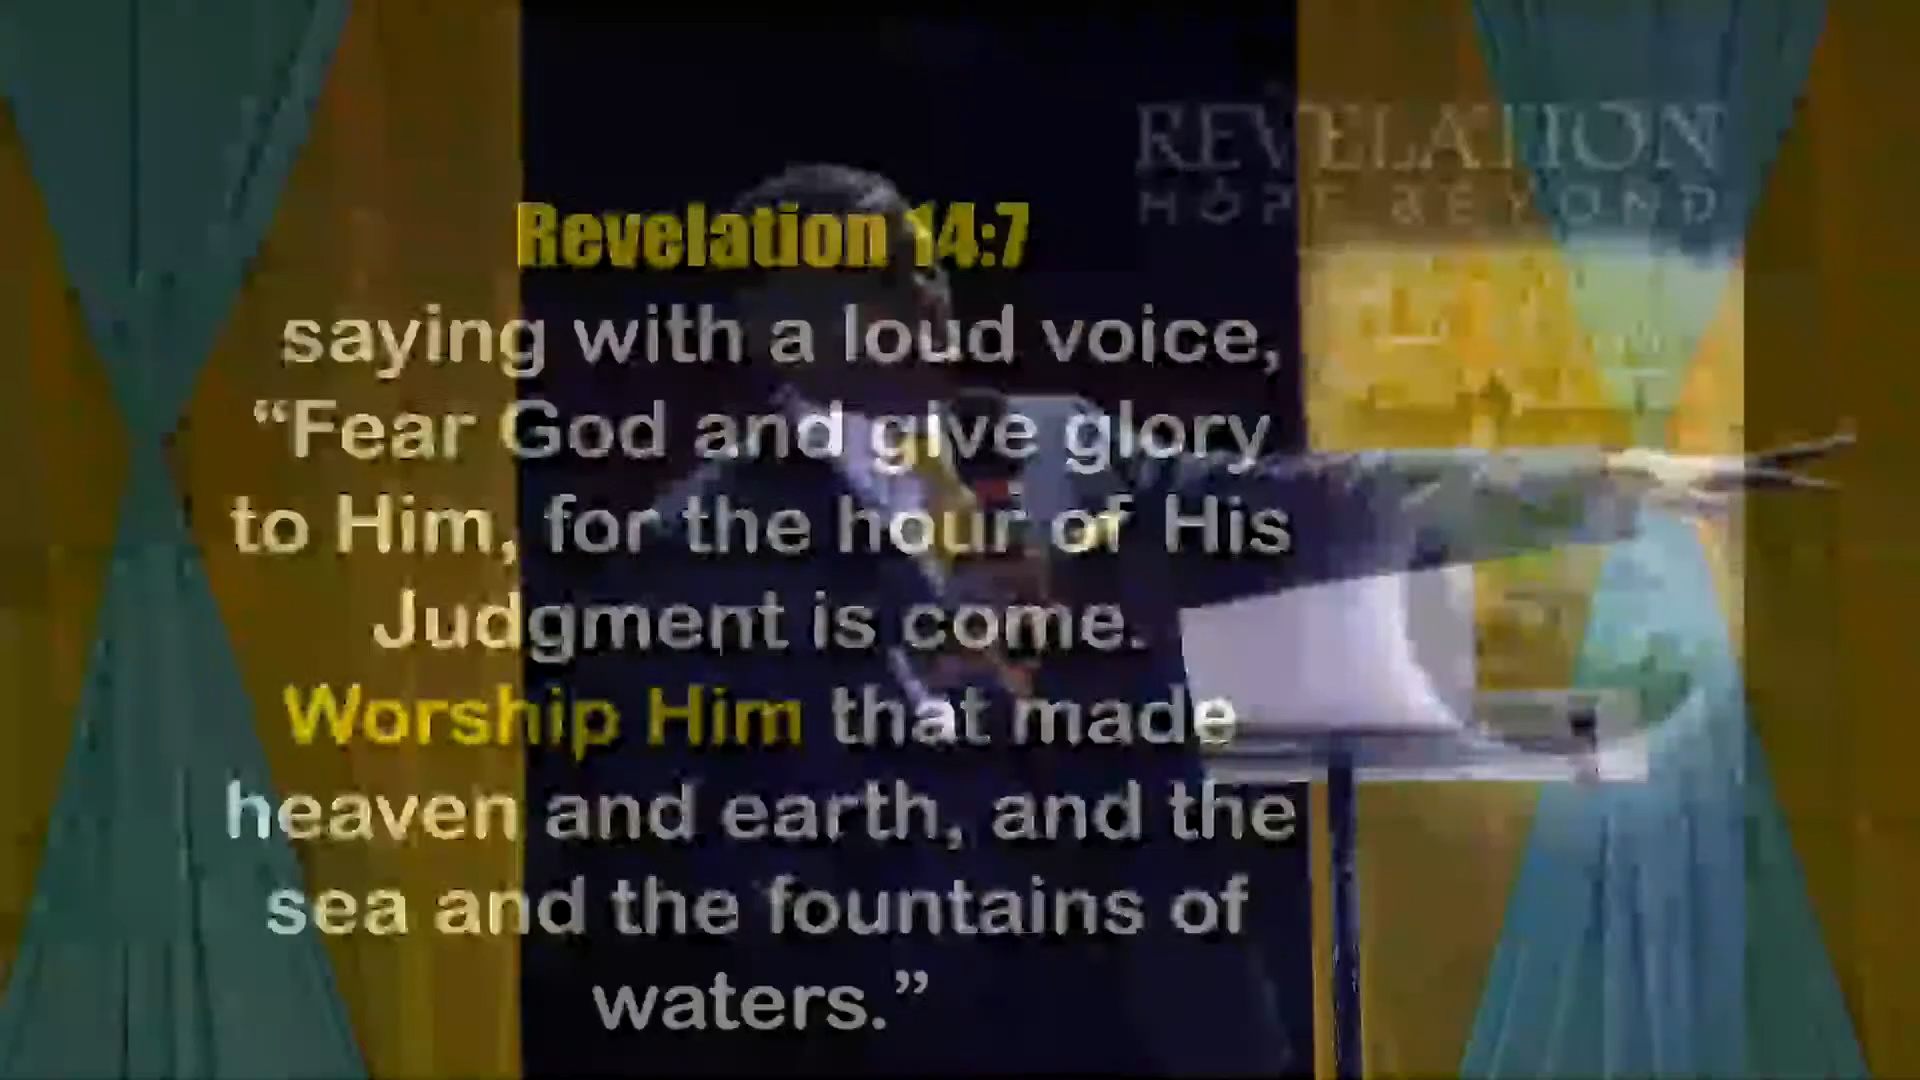 REVELATION
HOPE BEYOND
Revelation 14:7
saying with a loud voice,
“Fear God and give glory
to Him, for the hour of His
Judgment is come.
Worship Him that made
heaven and earth, and the
sea and the fountains of
waters.”